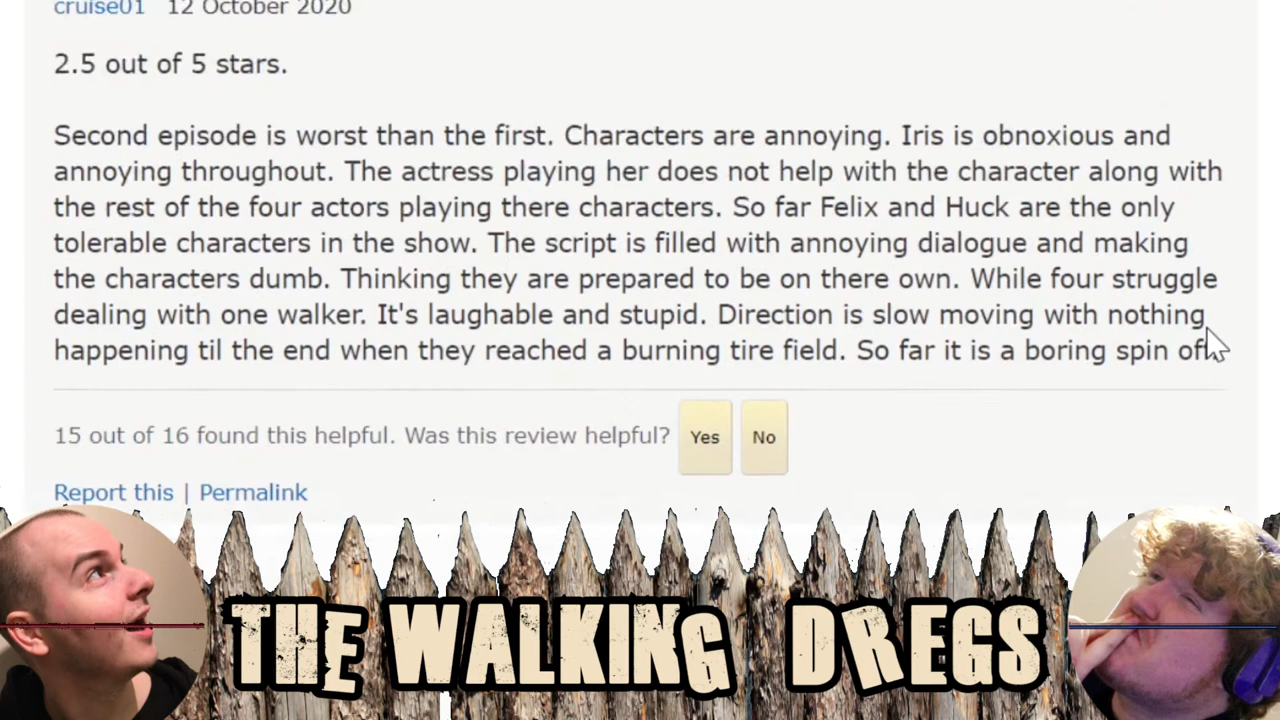 cruise01 12 October 2020
2.5 out of 5 stars.
Second episode is worst than the first. Characters are annoying. Iris is obnoxious and
annoying throughout. The actress playing her does not help with the character along with
the rest of the four actors playing there characters. So far Felix and Huck are the only
tolerable characters in the show. The script is filled with annoying dialogue and making
the characters dumb. Thinking they are prepared to be on there own. While four struggle
dealing with one walker. It's laughable and stupid. Direction is slow moving with nothing
happening til the end when they reached a burning tire field. So far it is a boring spin off.
15 out of 16 found this helpful. Was this review helpful? Yes No
Report this | Permalink
THE WALKING DREGS